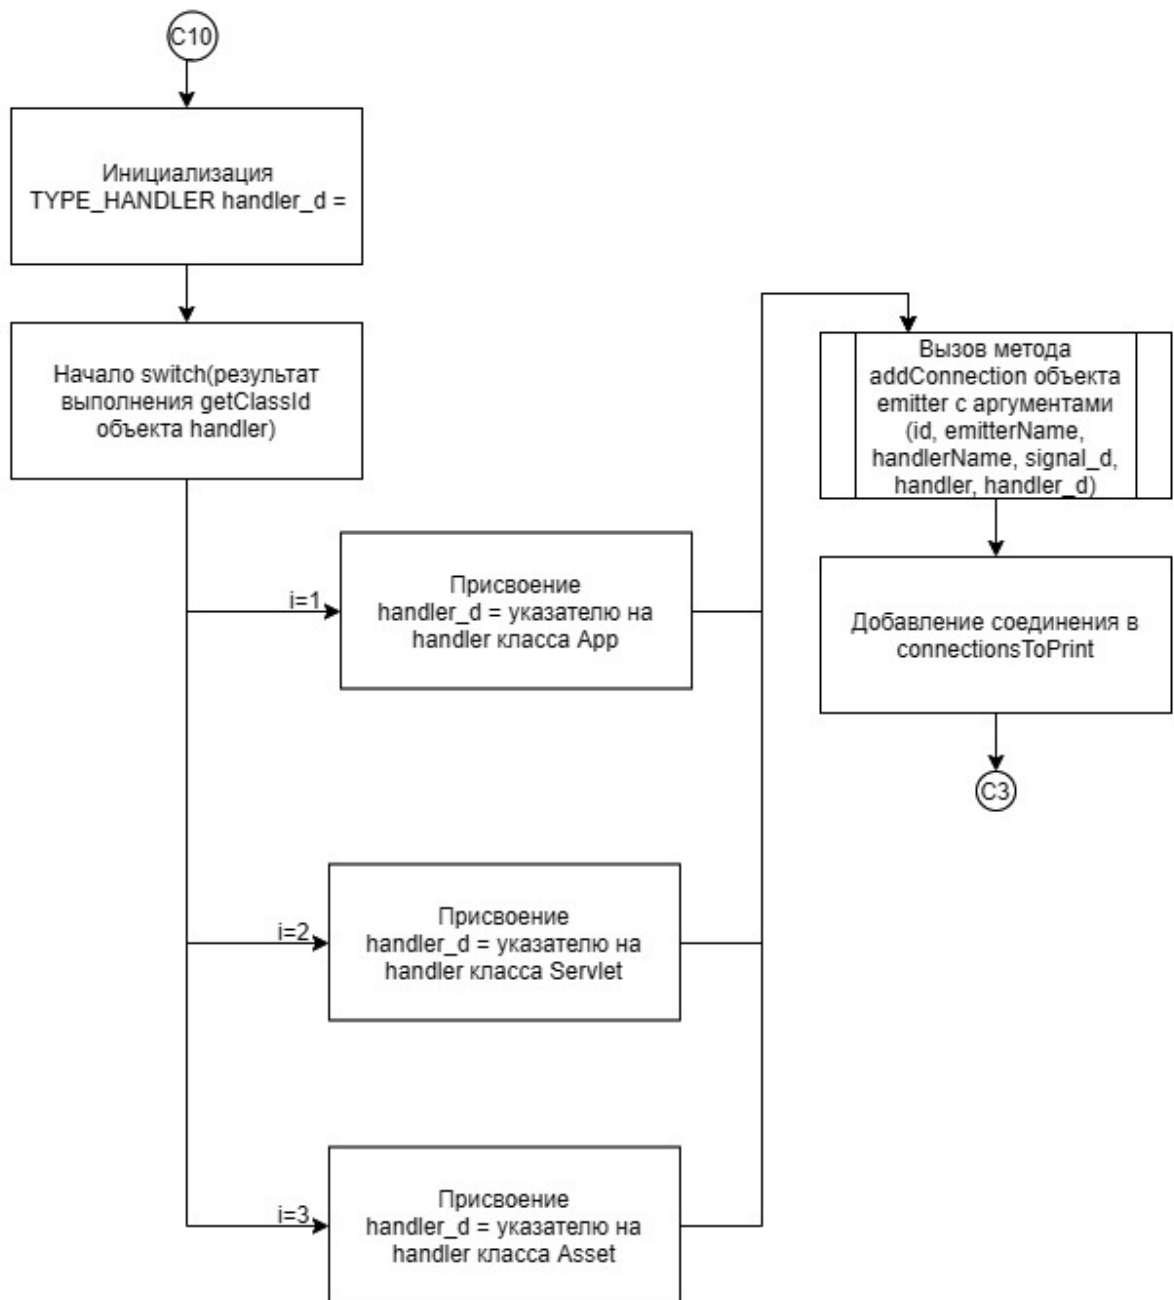 C10
Инициализация
TYPE_HANDLER handler_d =
Начало switch(результат
выполнения getClassId
объекта handler)
i=1
Присвоение
handler_d = указателю на
handler класса App
i=2
Присвоение
handler_d = указателю на
handler класса Servlet
i=3
Присвоение
handler_d = указателю на
handler класса Asset
Вызов метода
addConnection объекта
emitter с аргументами
(id, emitterName,
handlerName, signal_d,
handler, handler_d)
Добавление соединения в
connectionsToPrint
C3